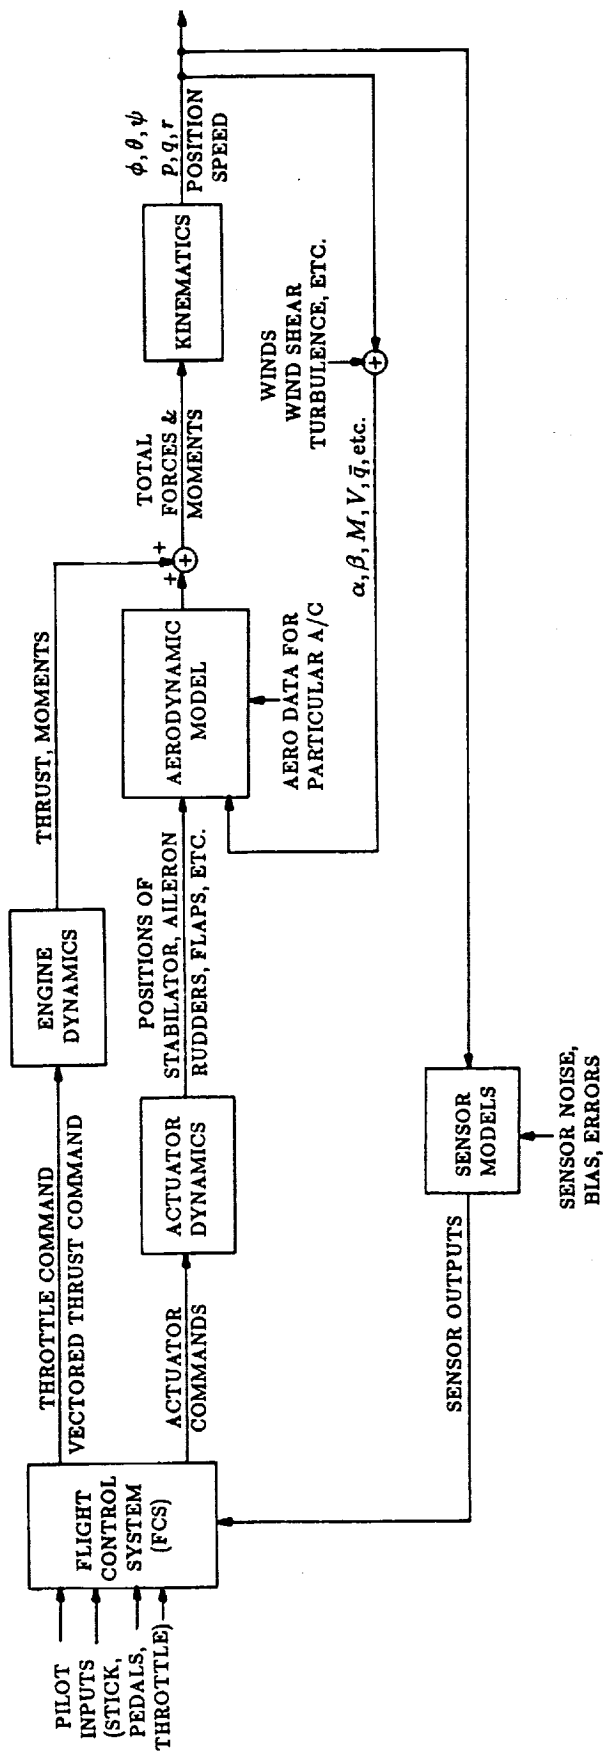 PILOT
INPUTS
(STICK,
PEDALS,
THROTTLE)
FLIGHT
CONTROL
SYSTEM
(FCS)
THROTTLE COMMAND
VECTORED THRUST COMMAND
ACTUATOR
COMMANDS
ENGINE
DYNAMICS
ACTUATOR
DYNAMICS
THRUST, MOMENTS
POSITIONS OF
STABILATOR, AILERON
RUDDERS, FLAPS, ETC.
AERODYNAMIC
MODEL
AERO DATA FOR
PARTICULAR A/C
+
+
+
TOTAL
FORCES &
MOMENTS
KINEMATICS
ϕ, θ, ψ
p, q, r
POSITION
SPEED
WINDS
WIND SHEAR
TURBULENCE, ETC.
+
α, β, M, V, q̄, etc.
SENSOR
MODELS
SENSOR NOISE,
BIAS, ERRORS
SENSOR OUTPUTS